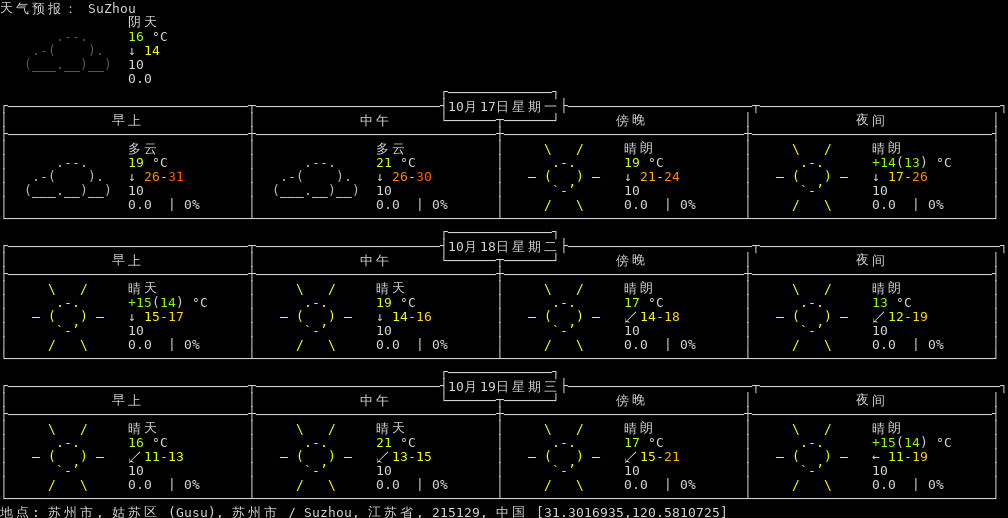 天气预报: SuZhou
阴天
16 °C
↓ 14
10
0.0
10月17日星期一
早上 中午 傍晚 夜间
多云 多云 晴朗 晴朗
19 °C 21 °C 19 °C +14(13) °C
↓ 26-31 ↓ 26-30 ↓ 21-24 ↓ 17-26
10 10 10 10
0.0 | 0% 0.0 | 0% 0.0 | 0% 0.0 | 0%
10月18日星期二
早上 中午 傍晚 夜间
晴天 晴天 晴朗 晴朗
+15(14) °C 19 °C 17 °C 13 °C
↓ 15-17 ↓ 14-16 ↙ 14-18 ↙ 12-19
10 10 10 10
0.0 | 0% 0.0 | 0% 0.0 | 0% 0.0 | 0%
10月19日星期三
早上 中午 傍晚 夜间
晴天 晴天 晴朗 晴朗
16 °C 21 °C 17 °C +15(14) °C
↙ 11-13 ↙ 13-15 ↙ 15-21 ← 11-19
10 10 10 10
0.0 | 0% 0.0 | 0% 0.0 | 0% 0.0 | 0%
地点: 苏州市, 姑苏区 (Gusu), 苏州市 / Suzhou, 江苏省, 215129, 中国 [31.3016935,120.5810725]